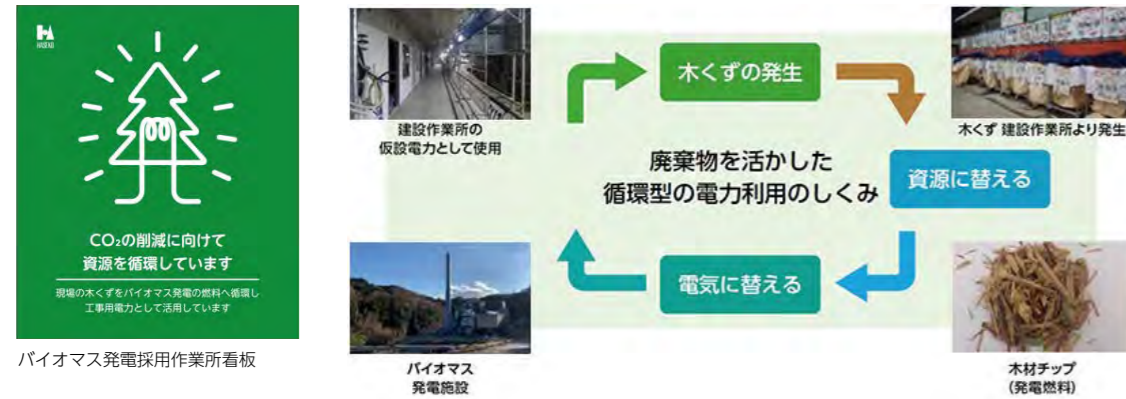 HASEKO
CO₂の削減に向けて
資源を循環しています
現場の木くずをバイオマス発電の燃料へ循環し
工事用電力として活用しています
バイオマス発電採用作業所看板
建設作業所の
仮設電力として使用
木くずの発生
木くず 建設作業所より発生
廃棄物を活かした
循環型の電力利用のしくみ
資源に替える
電気に替える
バイオマス
発電施設
木材チップ
(発電燃料)